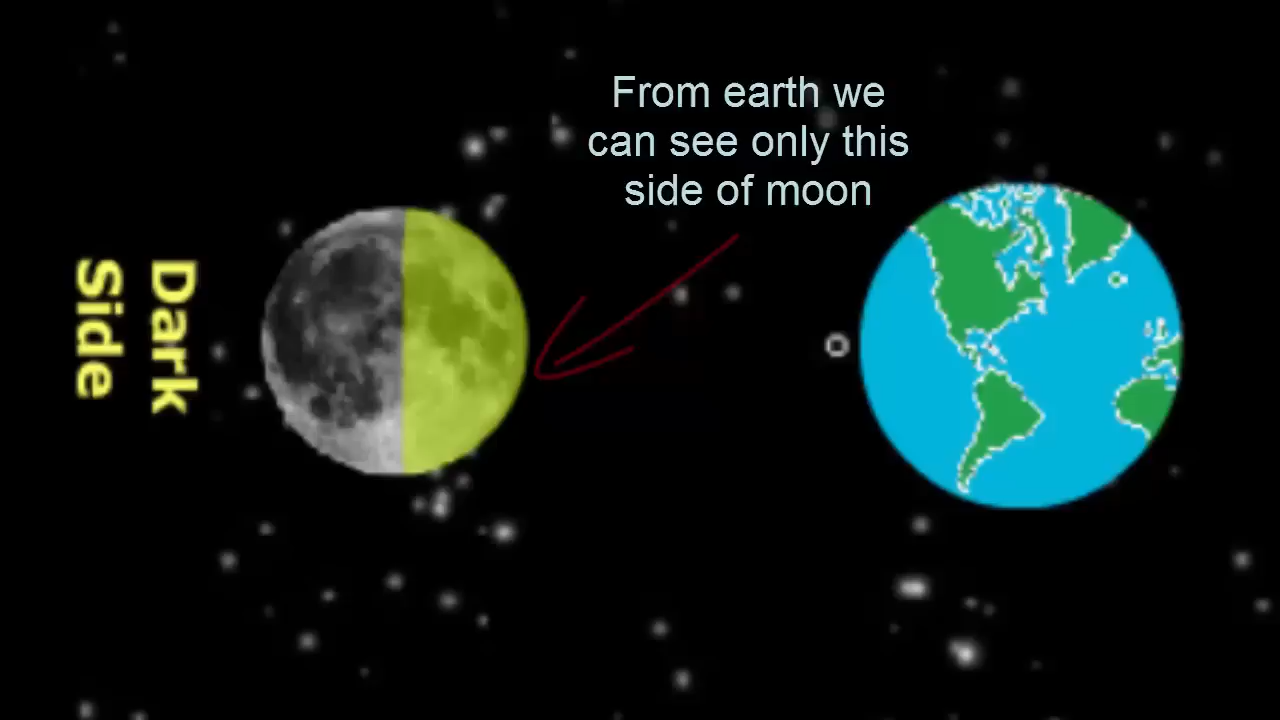 From earth we
can see only this
side of moon
Dark
Side